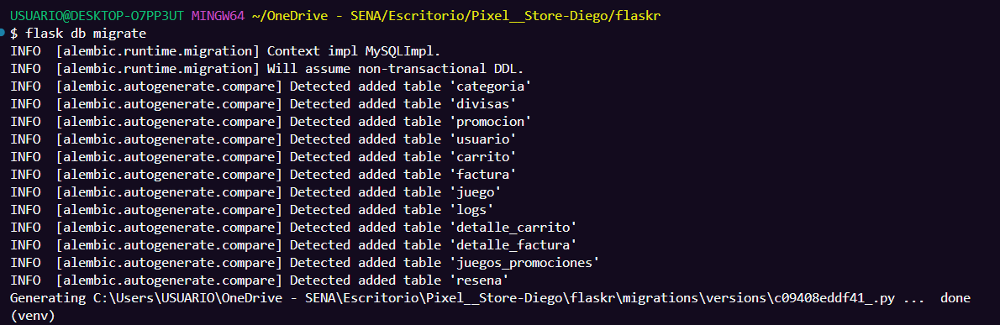 USUARIO@DESKTOP-O7PP3UT MINGW64 ~/OneDrive - SENA/Escritorio/Pixel__Store-Diego/flaskr
$ flask db migrate
INFO  [alembic.runtime.migration] Context impl MySQLImpl.
INFO  [alembic.runtime.migration] Will assume non-transactional DDL.
INFO  [alembic.autogenerate.compare] Detected added table 'categoria'
INFO  [alembic.autogenerate.compare] Detected added table 'divisas'
INFO  [alembic.autogenerate.compare] Detected added table 'promocion'
INFO  [alembic.autogenerate.compare] Detected added table 'usuario'
INFO  [alembic.autogenerate.compare] Detected added table 'carrito'
INFO  [alembic.autogenerate.compare] Detected added table 'factura'
INFO  [alembic.autogenerate.compare] Detected added table 'juego'
INFO  [alembic.autogenerate.compare] Detected added table 'logs'
INFO  [alembic.autogenerate.compare] Detected added table 'detalle_carrito'
INFO  [alembic.autogenerate.compare] Detected added table 'detalle_factura'
INFO  [alembic.autogenerate.compare] Detected added table 'juegos_promociones'
INFO  [alembic.autogenerate.compare] Detected added table 'resena'
Generating C:\Users\USUARIO\OneDrive - SENA\Escritorio\Pixel__Store-Diego\flaskr\migrations\versions\c09408eddf41_.py ...  done
(venv)